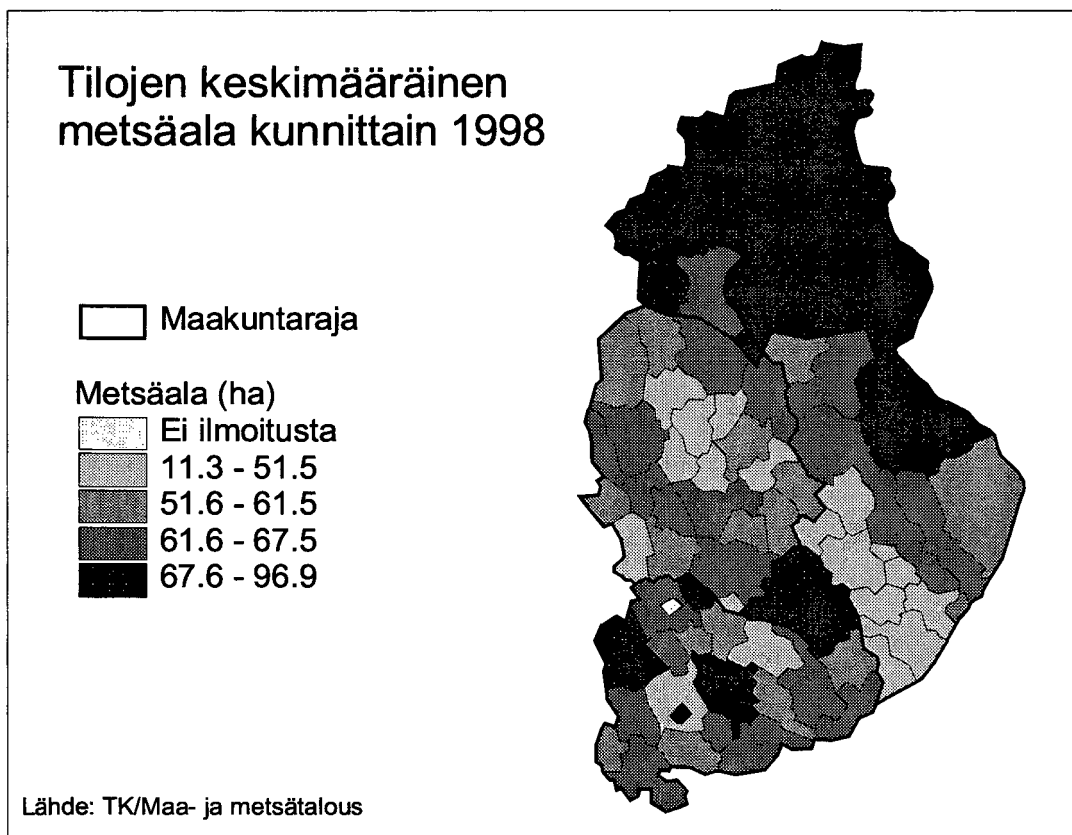 Tilojen keskimääräinen
metsäala kunnittain 1998
Maakuntaraja
Metsäala (ha)
Ei ilmoitusta
11.3 - 51.5
51.6 - 61.5
61.6 - 67.5
67.6 - 96.9
Lähde: TK/Maa- ja metsätalous